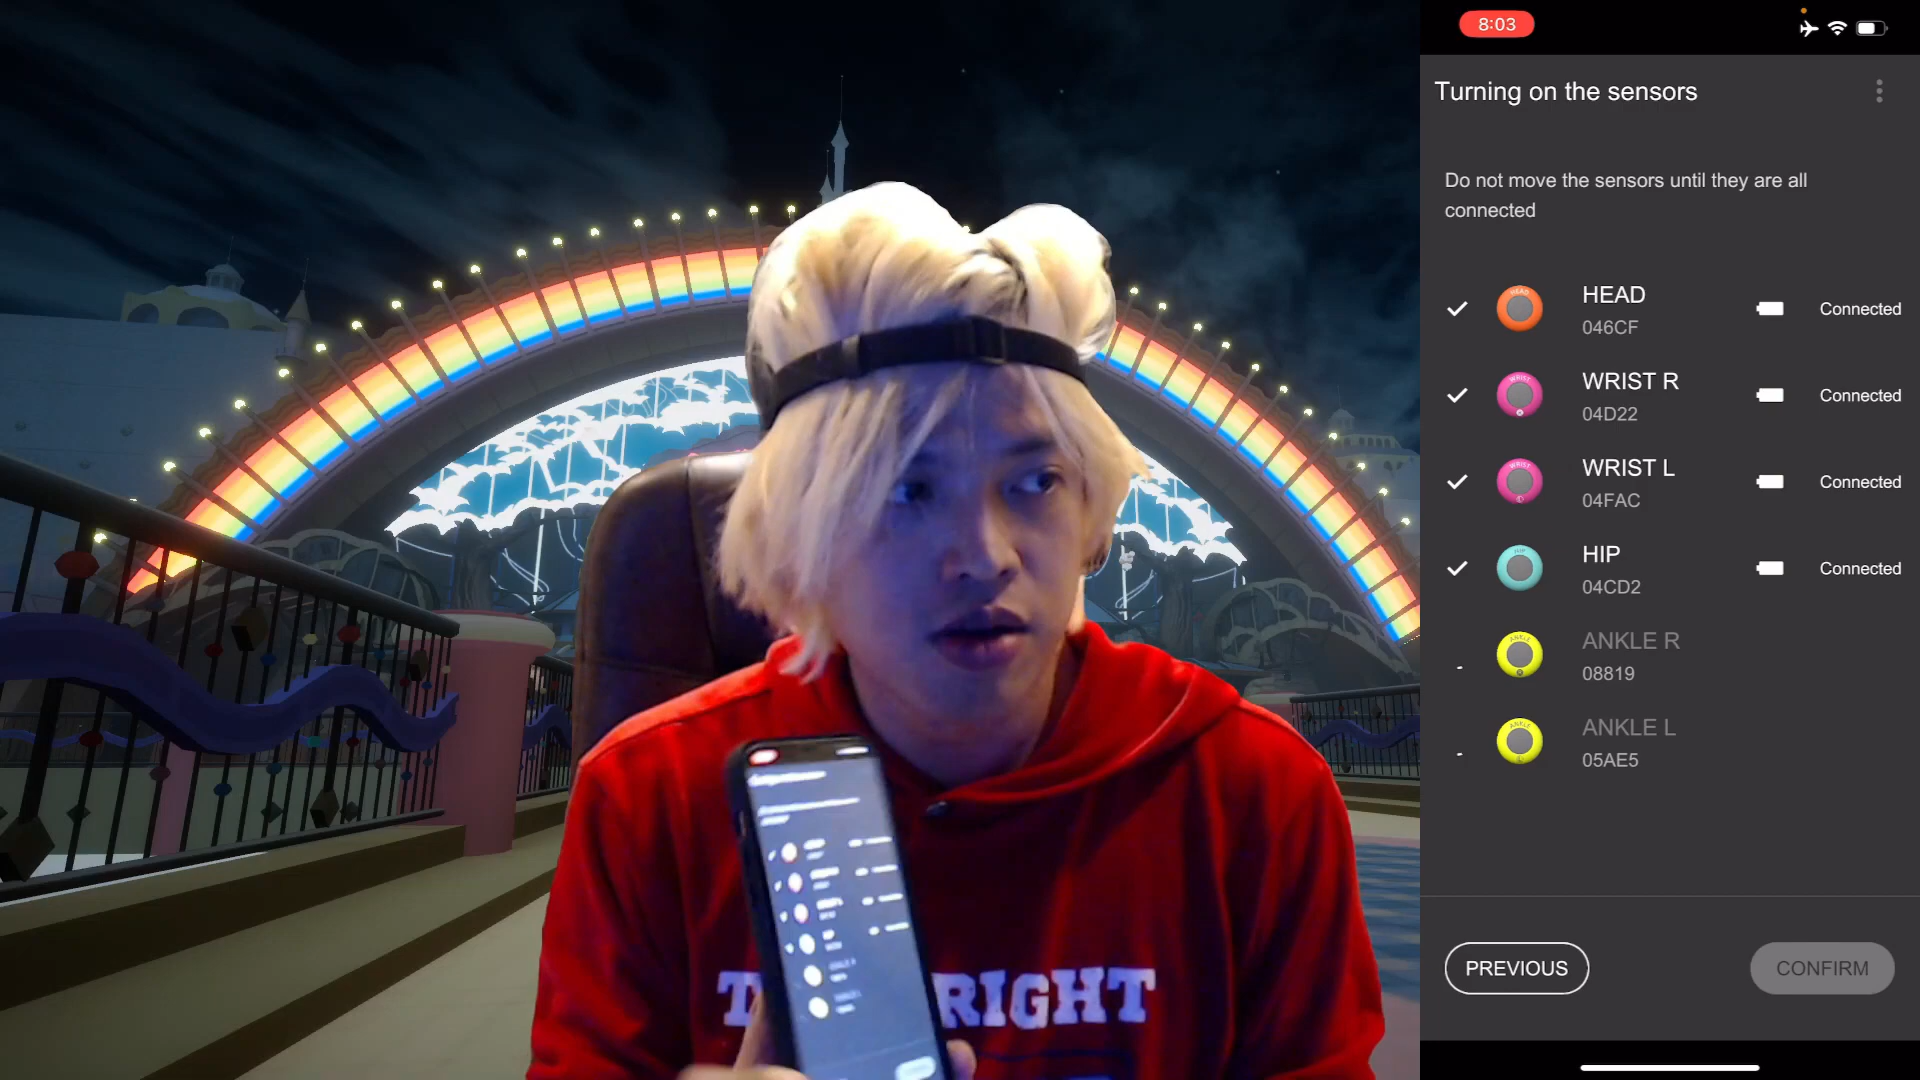 8:03
Turning on the sensors
Do not move the sensors until they are all
connected
HEAD
046CF
Connected
WRIST R
04D22
Connected
WRIST L
04FAC
Connected
HIP
04CD2
Connected
ANKLE R
08819
ANKLE L
05AE5
PREVIOUS
CONFIRM
RIGHT